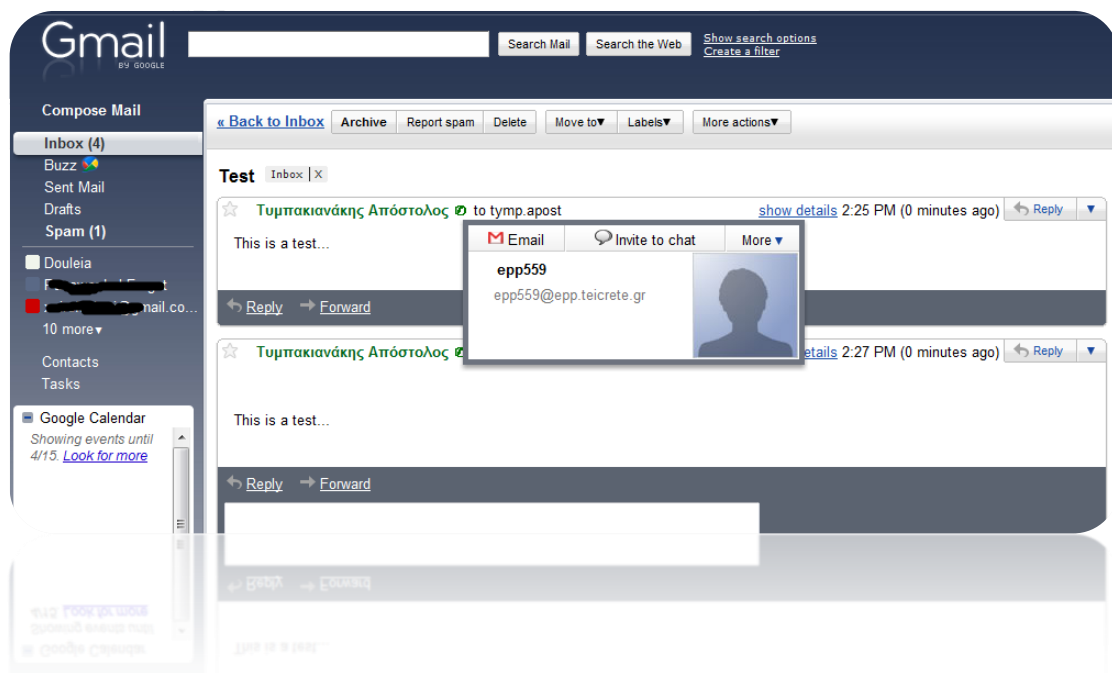 Gmail
BY GOOGLE
Search Mail
Search the Web
Show search options
Create a filter
Compose Mail
Inbox (4)
Buzz
Sent Mail
Drafts
Spam (1)
Douleia
mail.co...
10 more▾
Contacts
Tasks
Google Calendar
Showing events until
4/15. Look for more
« Back to Inbox Archive Report spam Delete Move to▼ Labels▼ More actions▼
Test Inbox | X
Τυμπακιανάκης Απόστολος to tymp.apost show details 2:25 PM (0 minutes ago) Reply ▼
This is a test...
Email Invite to chat More ▾
epp559
epp559@epp.teicrete.gr
Reply Forward
Τυμπακιανάκης Απόστολος etails 2:27 PM (0 minutes ago) Reply ▼
This is a test...
Reply Forward